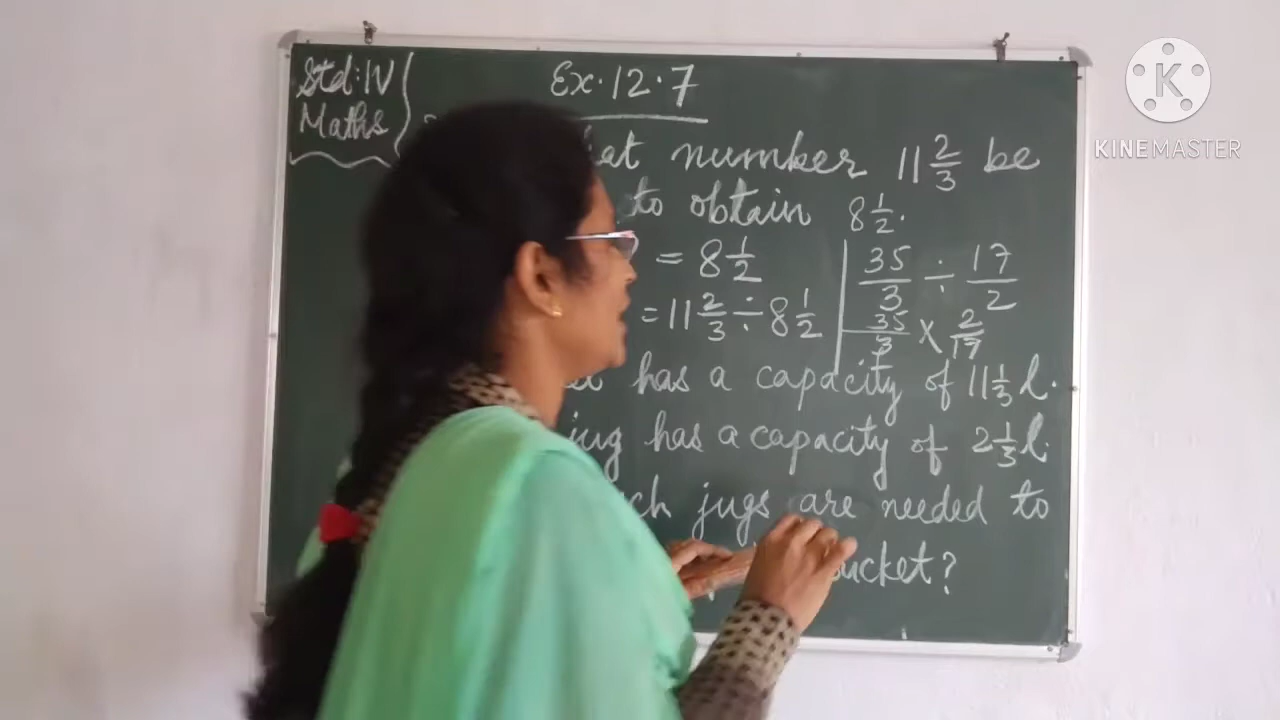 Std: IV
Maths
Ex. 12.7
number 11 2/3 be
to obtain 8 1/2.
= 8 1/2
= 11 2/3 ÷ 8 1/2
35/3 ÷ 17/2
35/3 × 2/17
has a capacity of 11 1/3 l.
jug has a capacity of 2 1/3 l.
jugs are needed to
bucket?
K
KINEMASTER